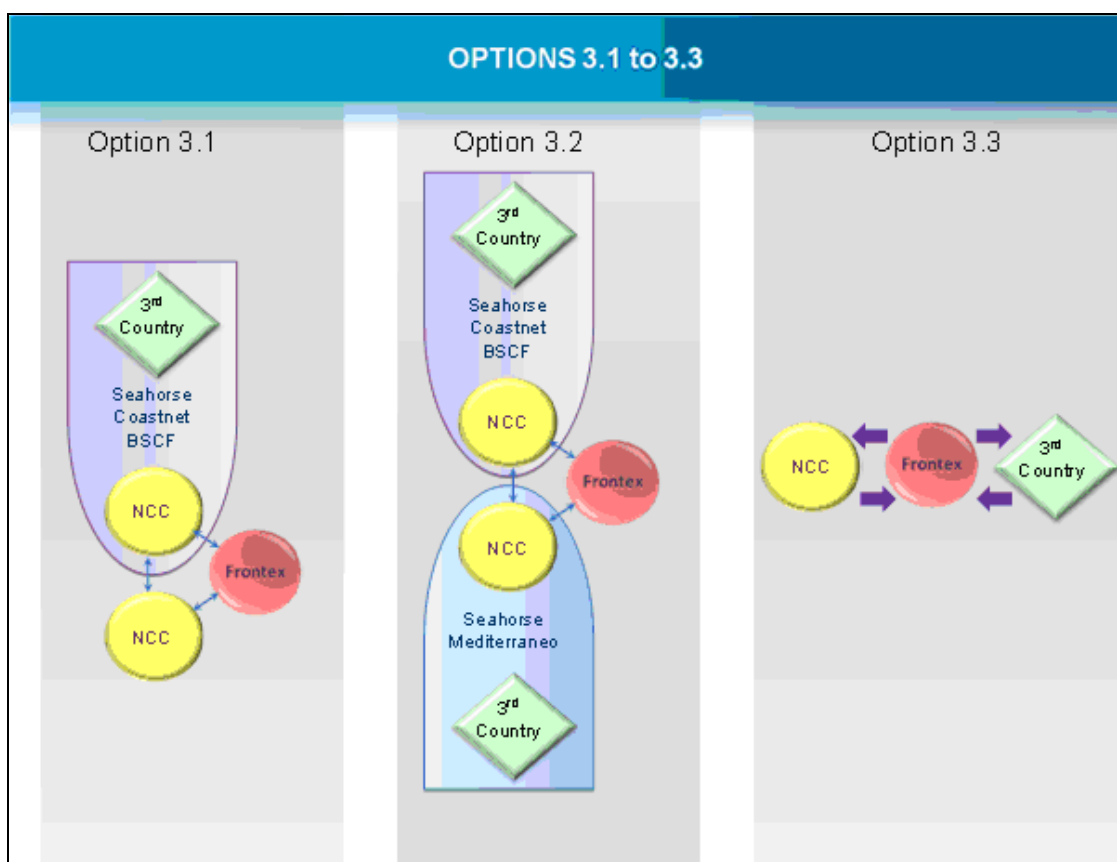 OPTIONS 3.1 to 3.3
Option 3.1
3rd
Country
Seahorse
Coastnet
BSCF
NCC
Frontex
NCC
Option 3.2
3rd
Country
Seahorse
Coastnet
BSCF
NCC
Frontex
NCC
Seahorse
Mediterraneo
3rd
Country
Option 3.3
NCC
Frontex
3rd
Country